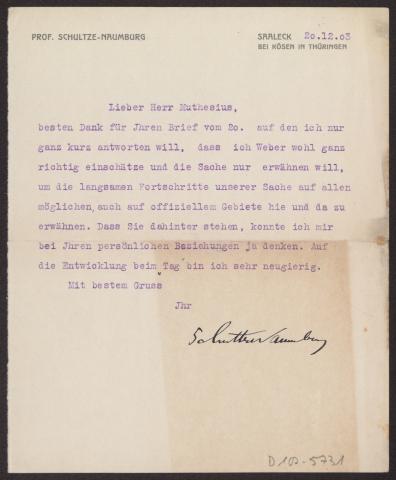 PROF. SCHULTZE-NAUMBURG
SAALECK 20.12.03
BEI KÖSEN IN THÜRINGEN
Lieber Herr Muthesius,
besten Dank für Jhren Brief vom 20. auf den ich nur
ganz kurz antworten will, dass ich Weber wohl ganz
richtig einschätze und die Sache nur erwähnen will,
um die langsamen Fortschritte unserer Sache auf allen
möglichen, auch auf offiziellem Gebiete hie und da zu
erwähnen. Dass Sie dahinter stehen, konnte ich mir
bei Jhren persönlichen Beziehungen ja denken. Auf
die Entwicklung beim "Tag" bin ich sehr neugierig.
Mit bestem Gruss
Jhr
Schultze-Naumburg
D 102-5731